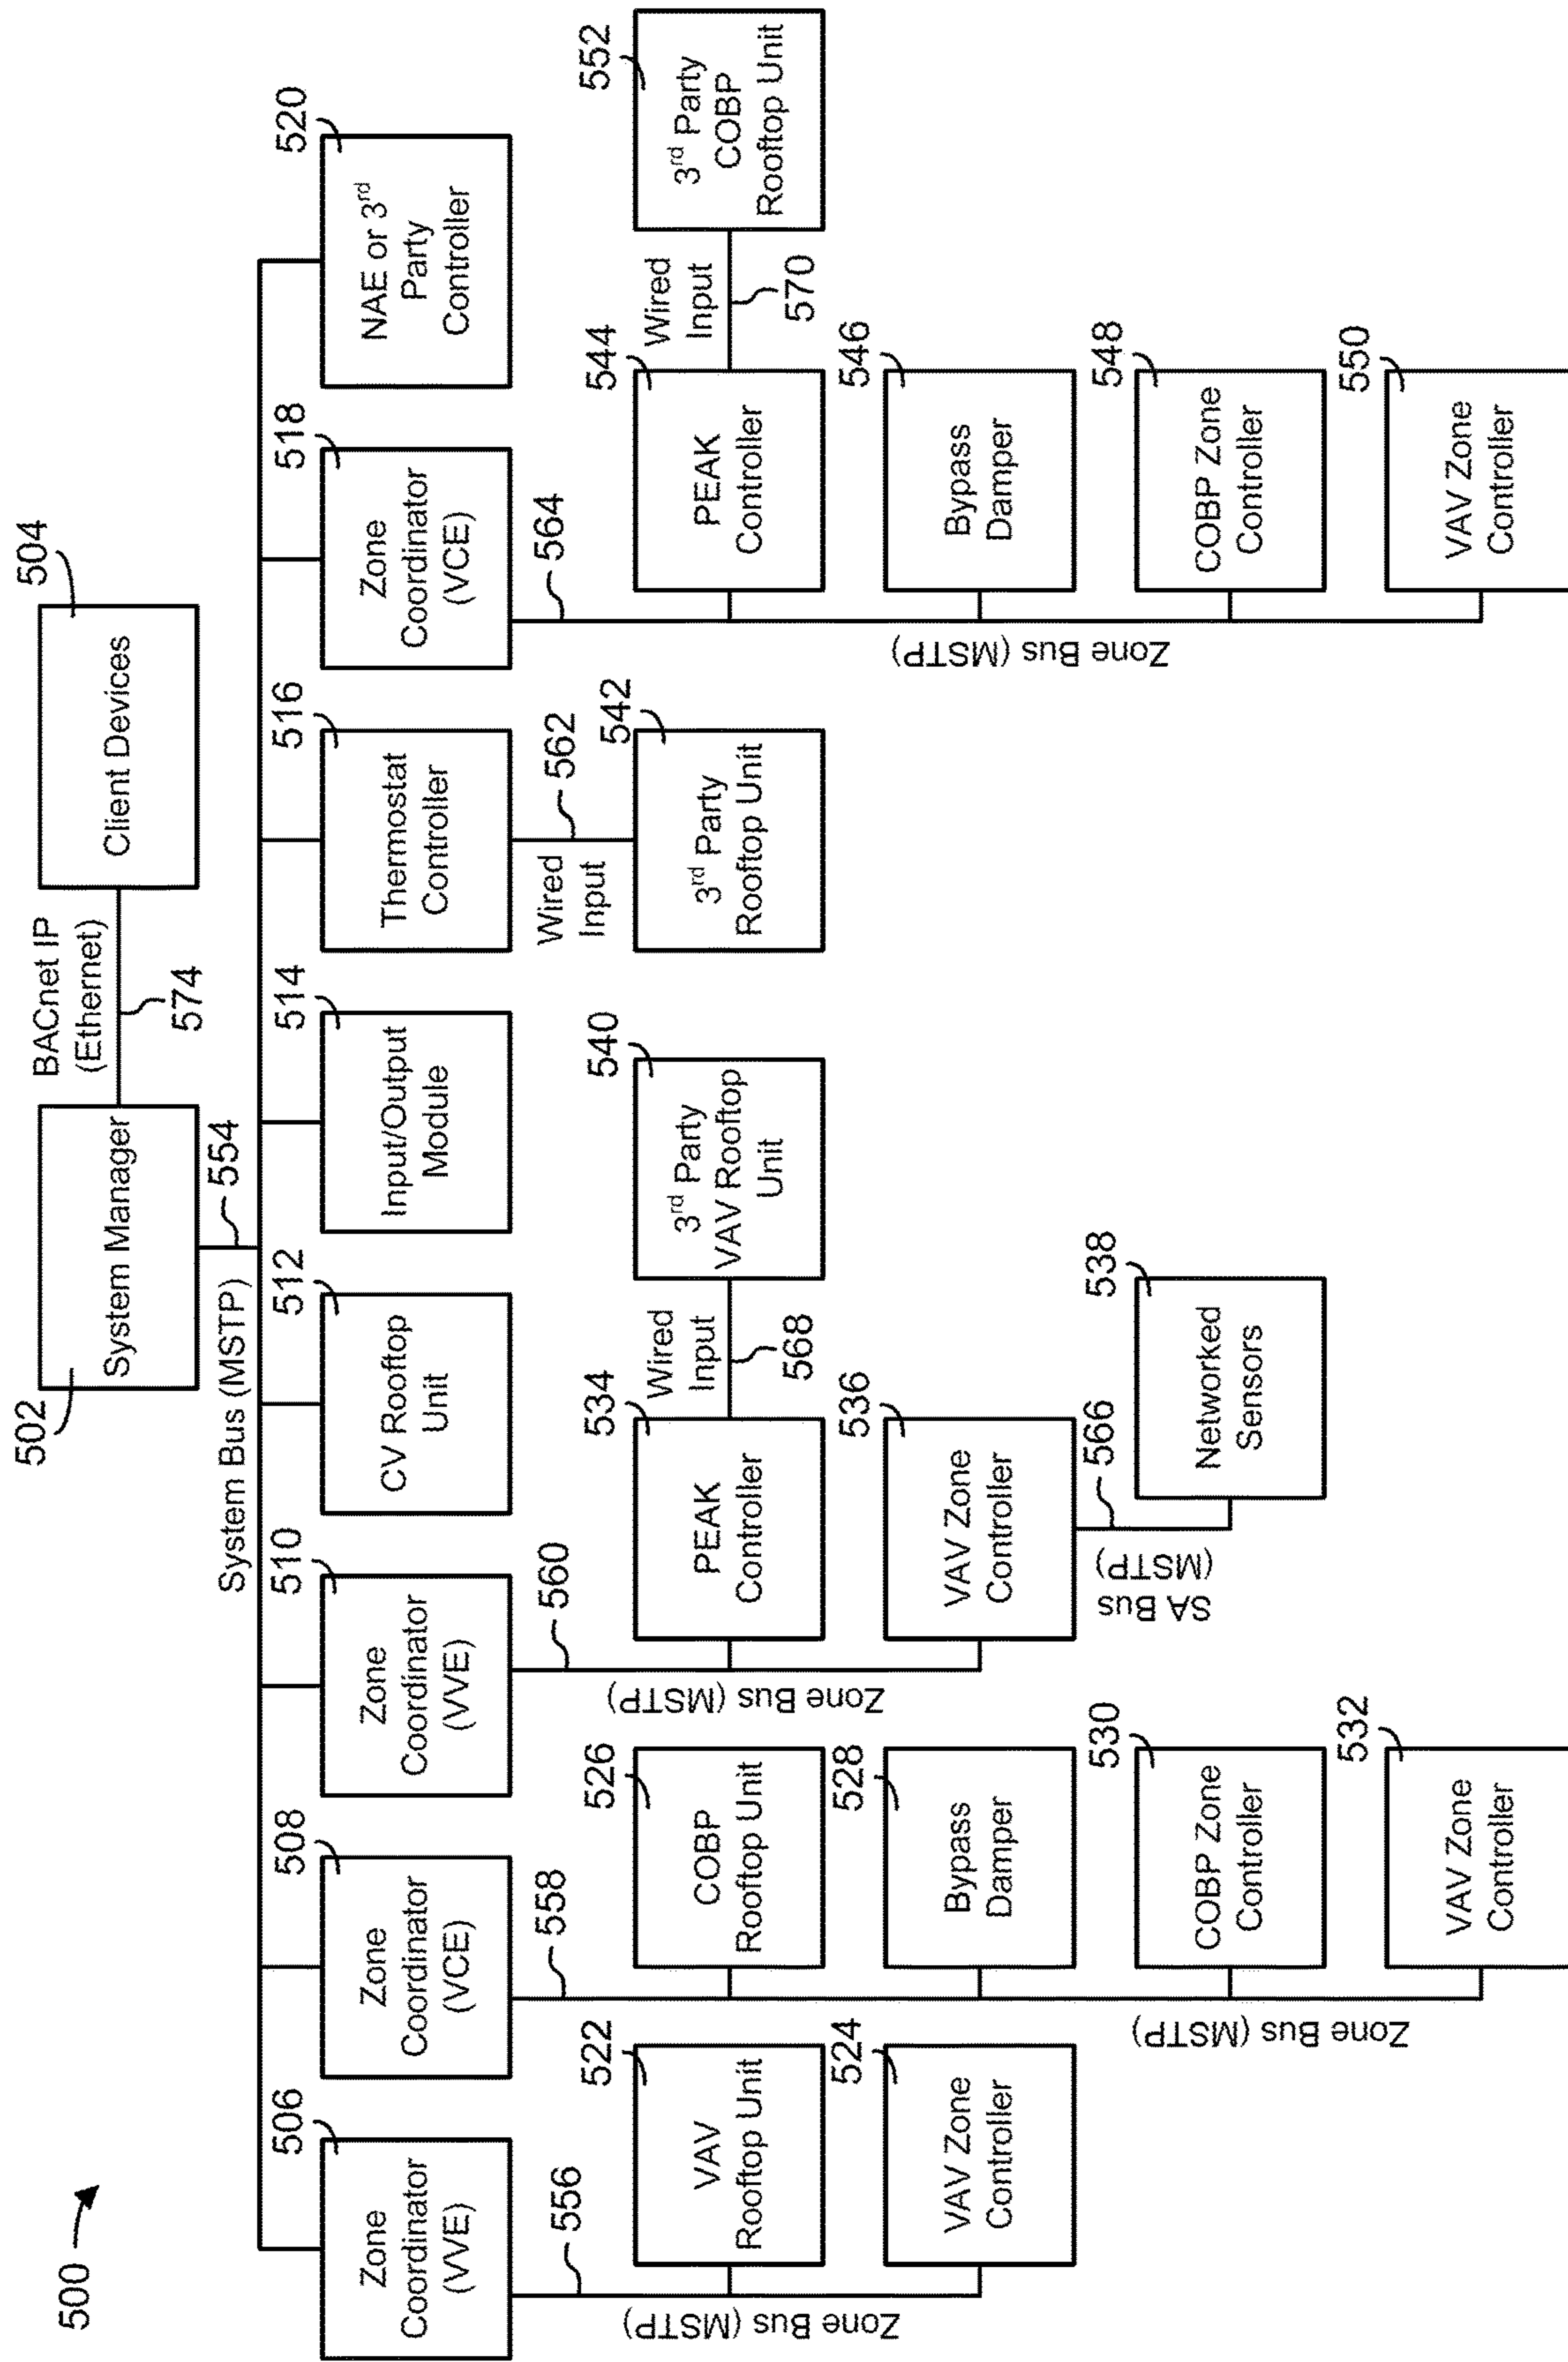 500
502
System Manager
BACnet IP
(Ethernet)
574
504
Client Devices
554
System Bus (MSTP)
506
Zone
Coordinator
(VVE)
508
Zone
Coordinator
(VCE)
510
Zone
Coordinator
(VVE)
512
CV Rooftop
Unit
514
Input/Output
Module
516
Thermostat
Controller
518
Zone
Coordinator
(VCE)
520
NAE or 3rd
Party
Controller
556
Zone Bus (MSTP)
522
VAV
Rooftop Unit
524
VAV Zone
Controller
558
Zone Bus (MSTP)
526
COBP
Rooftop Unit
528
Bypass
Damper
530
COBP Zone
Controller
532
VAV Zone
Controller
560
Zone Bus (MSTP)
534
PEAK
Controller
Wired
Input
568
540
3rd Party
VAV Rooftop
Unit
536
VAV Zone
Controller
566
SA Bus
(MSTP)
538
Networked
Sensors
562
Wired
Input
542
3rd Party
Rooftop Unit
564
Zone Bus (MSTP)
544
PEAK
Controller
Wired
Input
570
552
3rd Party
COBP
Rooftop Unit
546
Bypass
Damper
548
COBP Zone
Controller
550
VAV Zone
Controller